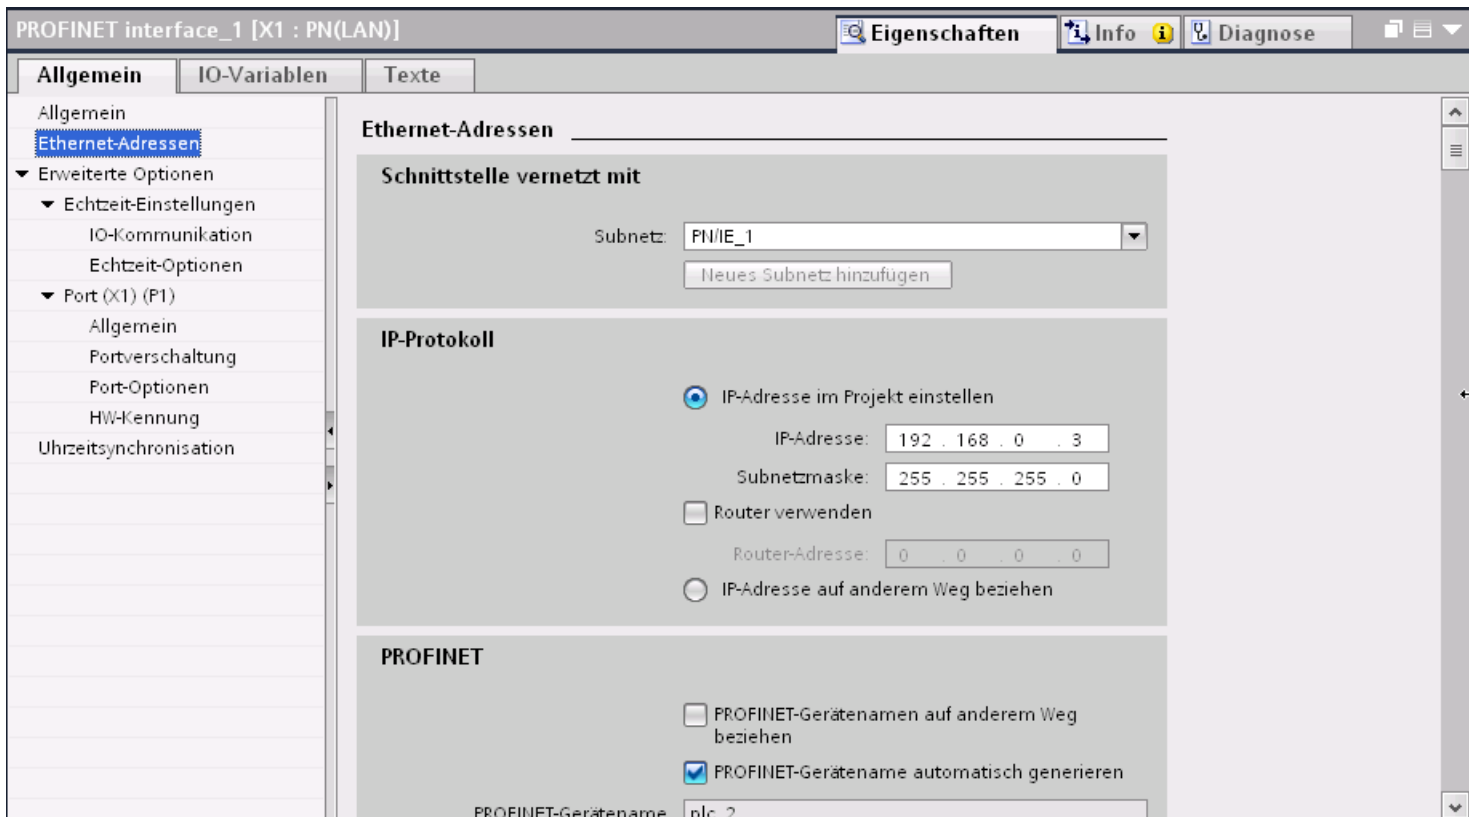 PROFINET interface_1 [X1 : PN(LAN)]
Eigenschaften
Info
Diagnose
Allgemein
IO-Variablen
Texte
Allgemein
Ethernet-Adressen
Erweiterte Optionen
Echtzeit-Einstellungen
IO-Kommunikation
Echtzeit-Optionen
Port (X1) (P1)
Allgemein
Portverschaltung
Port-Optionen
HW-Kennung
Uhrzeitsynchronisation
Ethernet-Adressen
Schnittstelle vernetzt mit
Subnetz: PN/IE_1
Neues Subnetz hinzufügen
IP-Protokoll
IP-Adresse im Projekt einstellen
IP-Adresse: 192 . 168 . 0 . 3
Subnetzmaske: 255 . 255 . 255 . 0
Router verwenden
Router-Adresse: 0 . 0 . 0 . 0
IP-Adresse auf anderem Weg beziehen
PROFINET
PROFINET-Gerätenamen auf anderem Weg
beziehen
PROFINET-Gerätename automatisch generieren
PROFINET-Gerätename plc_2